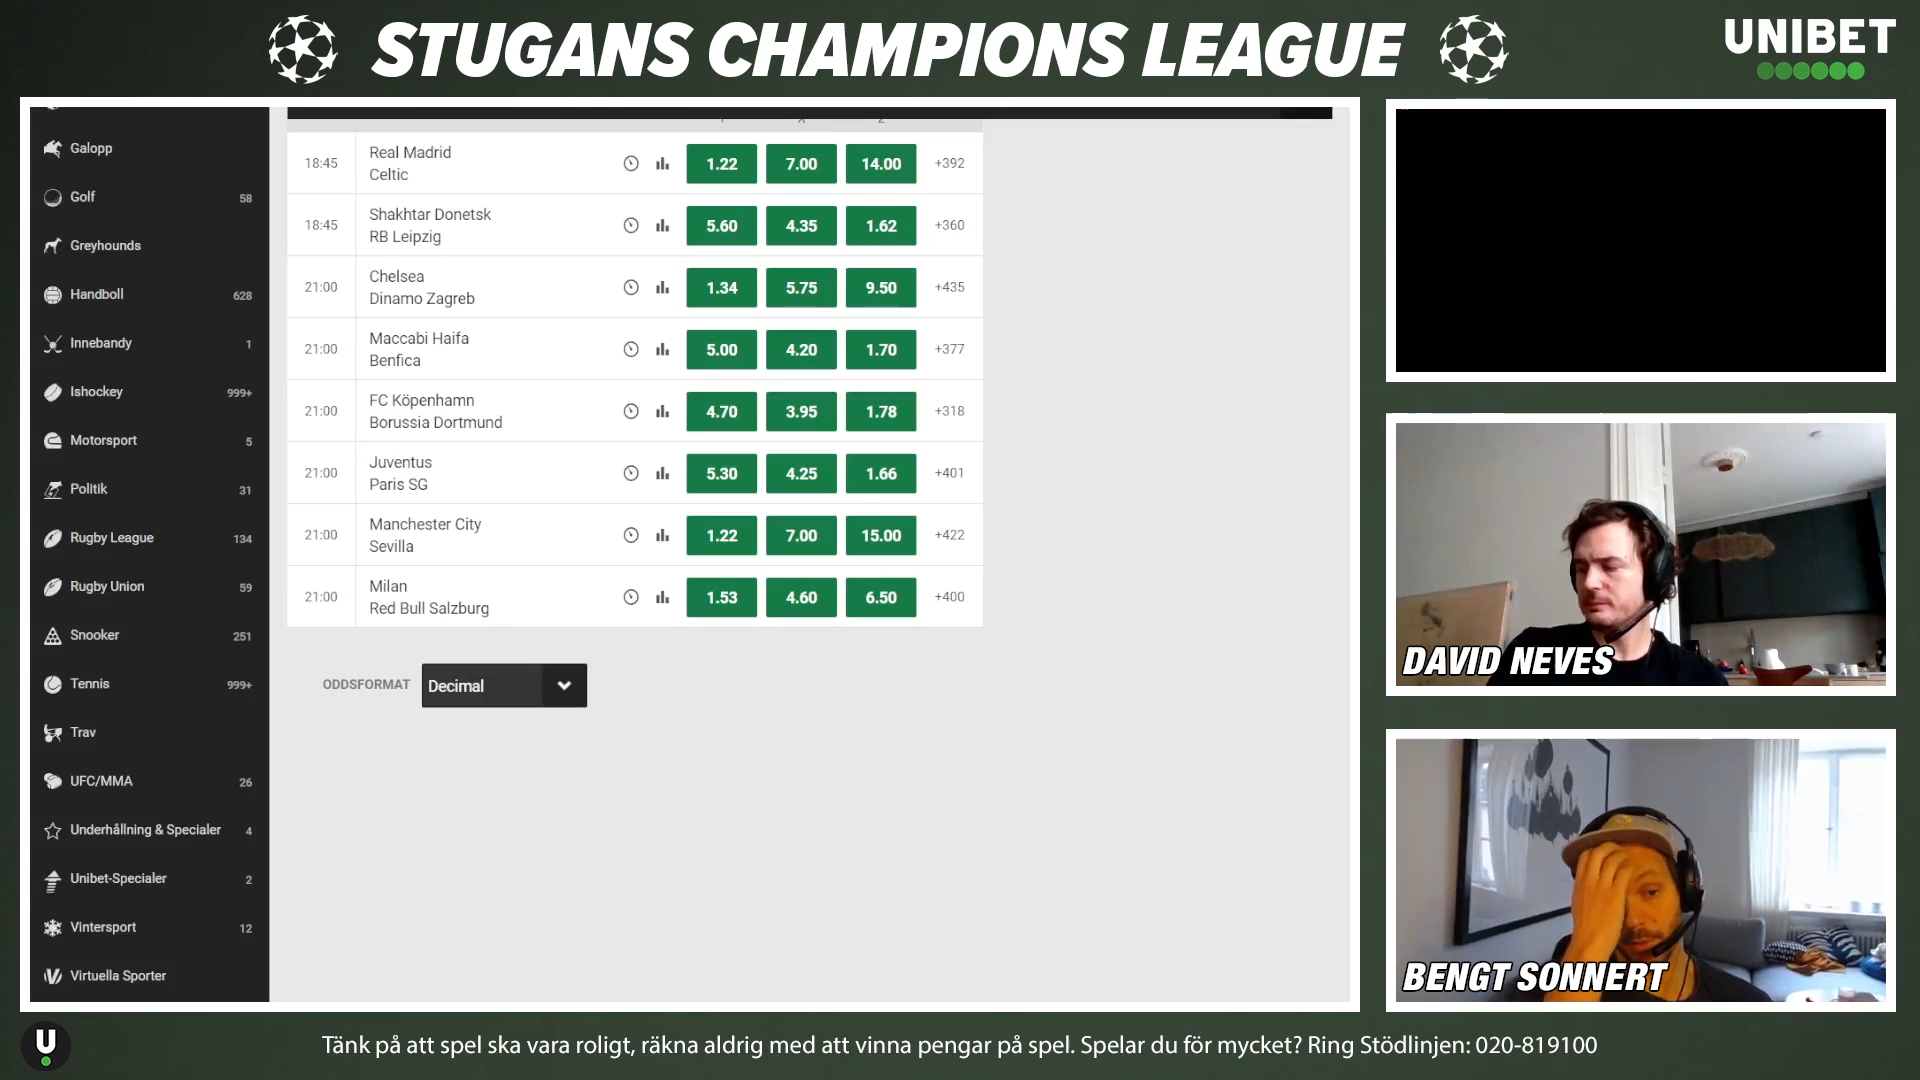 STUGANS CHAMPIONS LEAGUE
UNIBET
Galopp
Golf 58
Greyhounds
Handboll 628
Innebandy 1
Ishockey 999+
Motorsport 5
Politik 31
Rugby League 134
Rugby Union 59
Snooker 251
Tennis 999+
Trav
UFC/MMA 26
Underhållning & Specialer 4
Unibet-Specialer 2
Vintersport 12
Virtuella Sporter
18:45 Real Madrid 1.22 7.00 14.00 +392
Celtic
18:45 Shakhtar Donetsk 5.60 4.35 1.62 +360
RB Leipzig
21:00 Chelsea 1.34 5.75 9.50 +435
Dinamo Zagreb
21:00 Maccabi Haifa 5.00 4.20 1.70 +377
Benfica
21:00 FC Köpenhamn 4.70 3.95 1.78 +318
Borussia Dortmund
21:00 Juventus 5.30 4.25 1.66 +401
Paris SG
21:00 Manchester City 1.22 7.00 15.00 +422
Sevilla
21:00 Milan 1.53 4.60 6.50 +400
Red Bull Salzburg
ODDSFORMAT Decimal
DAVID NEVES
BENGT SONNERT
U
Tänk på att spel ska vara roligt, räkna aldrig med att vinna pengar på spel. Spelar du för mycket? Ring Stödlinjen: 020-819100